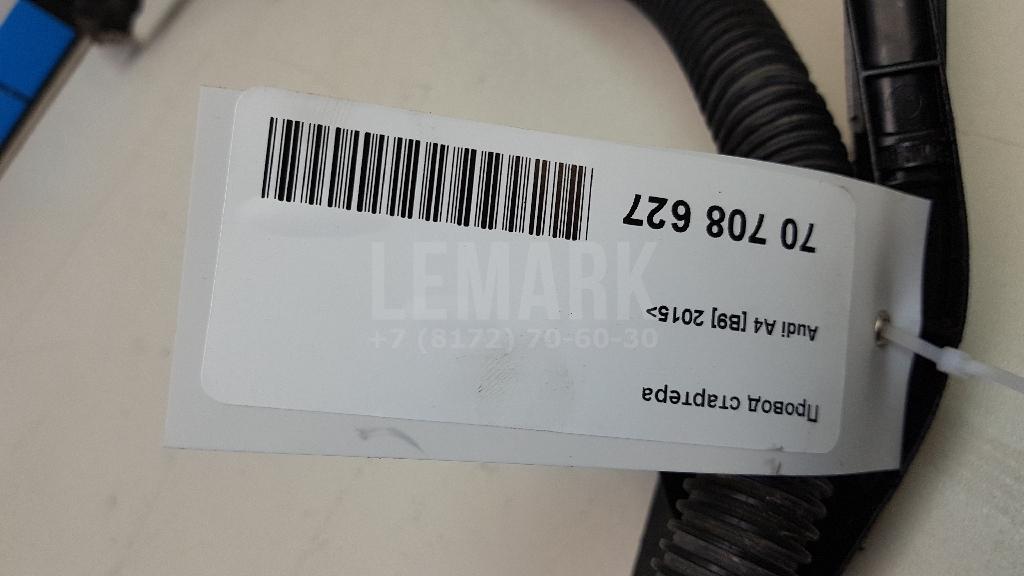 Провод стартера
Audi A4 [B9] 2015>
70 708 627
LEMARK
+7 (8172) 70-60-30